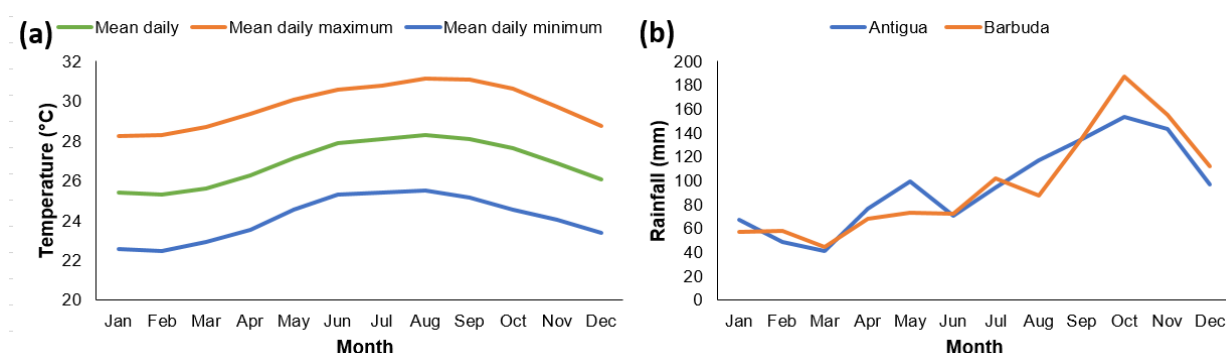 (a) Mean daily Mean daily maximum Mean daily minimum
Temperature (°C)
32
30
28
26
24
22
20
Jan Feb Mar Apr May Jun Jul Aug Sep Oct Nov Dec
Month
(b) Antigua Barbuda
Rainfall (mm)
200
180
160
140
120
100
80
60
40
20
0
Jan Feb Mar Apr May Jun Jul Aug Sep Oct Nov Dec
Month